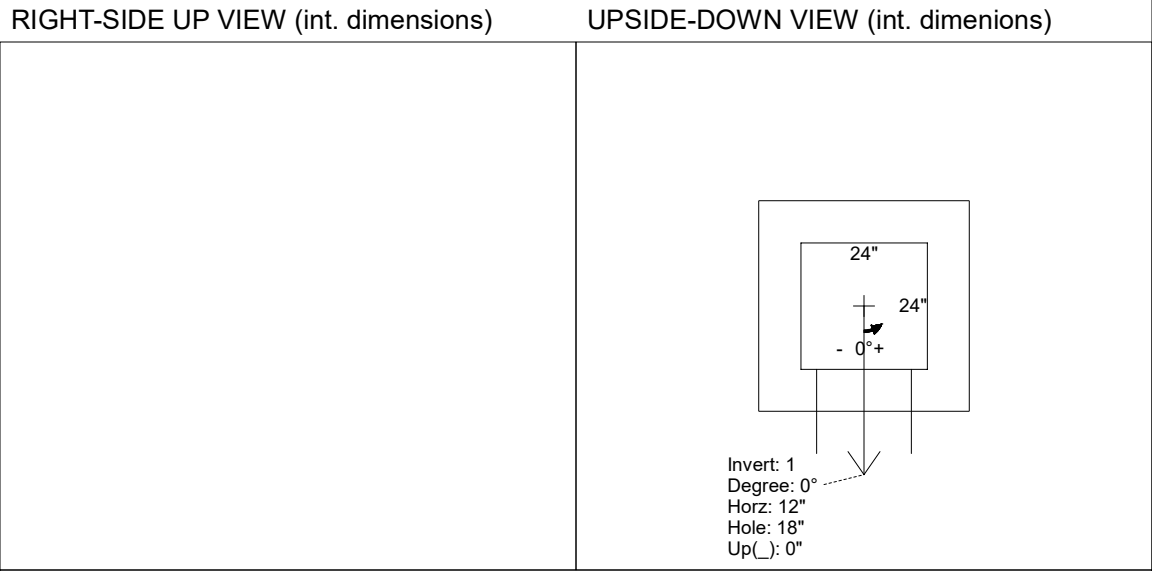 RIGHT-SIDE UP VIEW (int. dimensions)
UPSIDE-DOWN VIEW (int. dimenions)
24"
24"
- 0°+
Invert: 1
Degree: 0°
Horz: 12"
Hole: 18"
Up(_): 0"